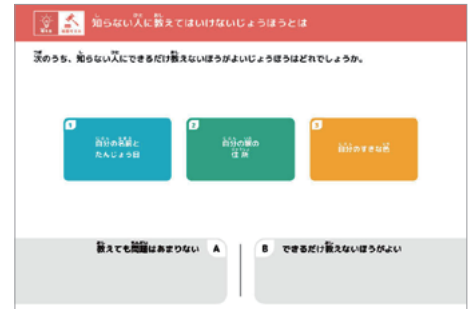 知らない人に教えてはいけないじょうほうとは
次のうち、知らない人にできるだけ教えないほうがよいじょうほうはどれでしょうか。
1
自分の名前と
たんじょう日
2
自分の家の
住所
3
自分のすきな色
教えても問題はあまりない A
B できるだけ教えないほうがよい